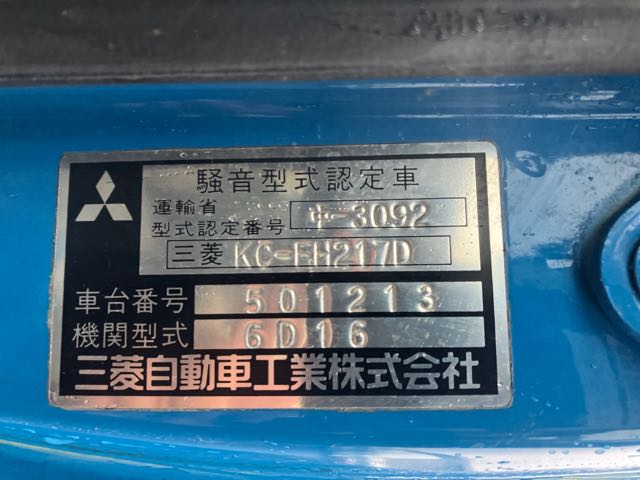 騒音型式認定車
運輸省
型式認定番号 中-3092
三菱 KC-EH217D
車台番号 501213
機関型式 6D16
三菱自動車工業株式会社